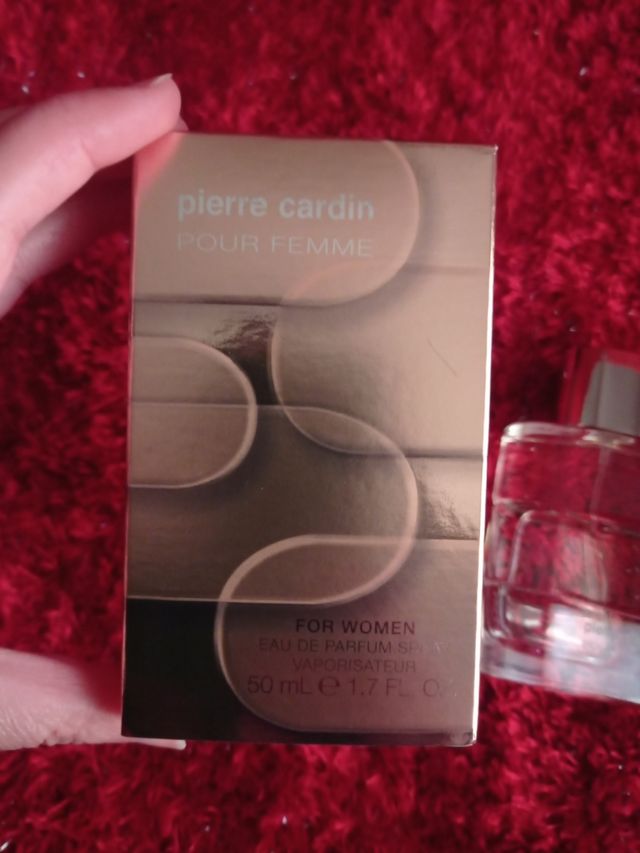 pierre cardin
POUR FEMME
FOR WOMEN
EAU DE PARFUM SPRAY
VAPORISATEUR
50 mL ℮ 1.7 FL. OZ